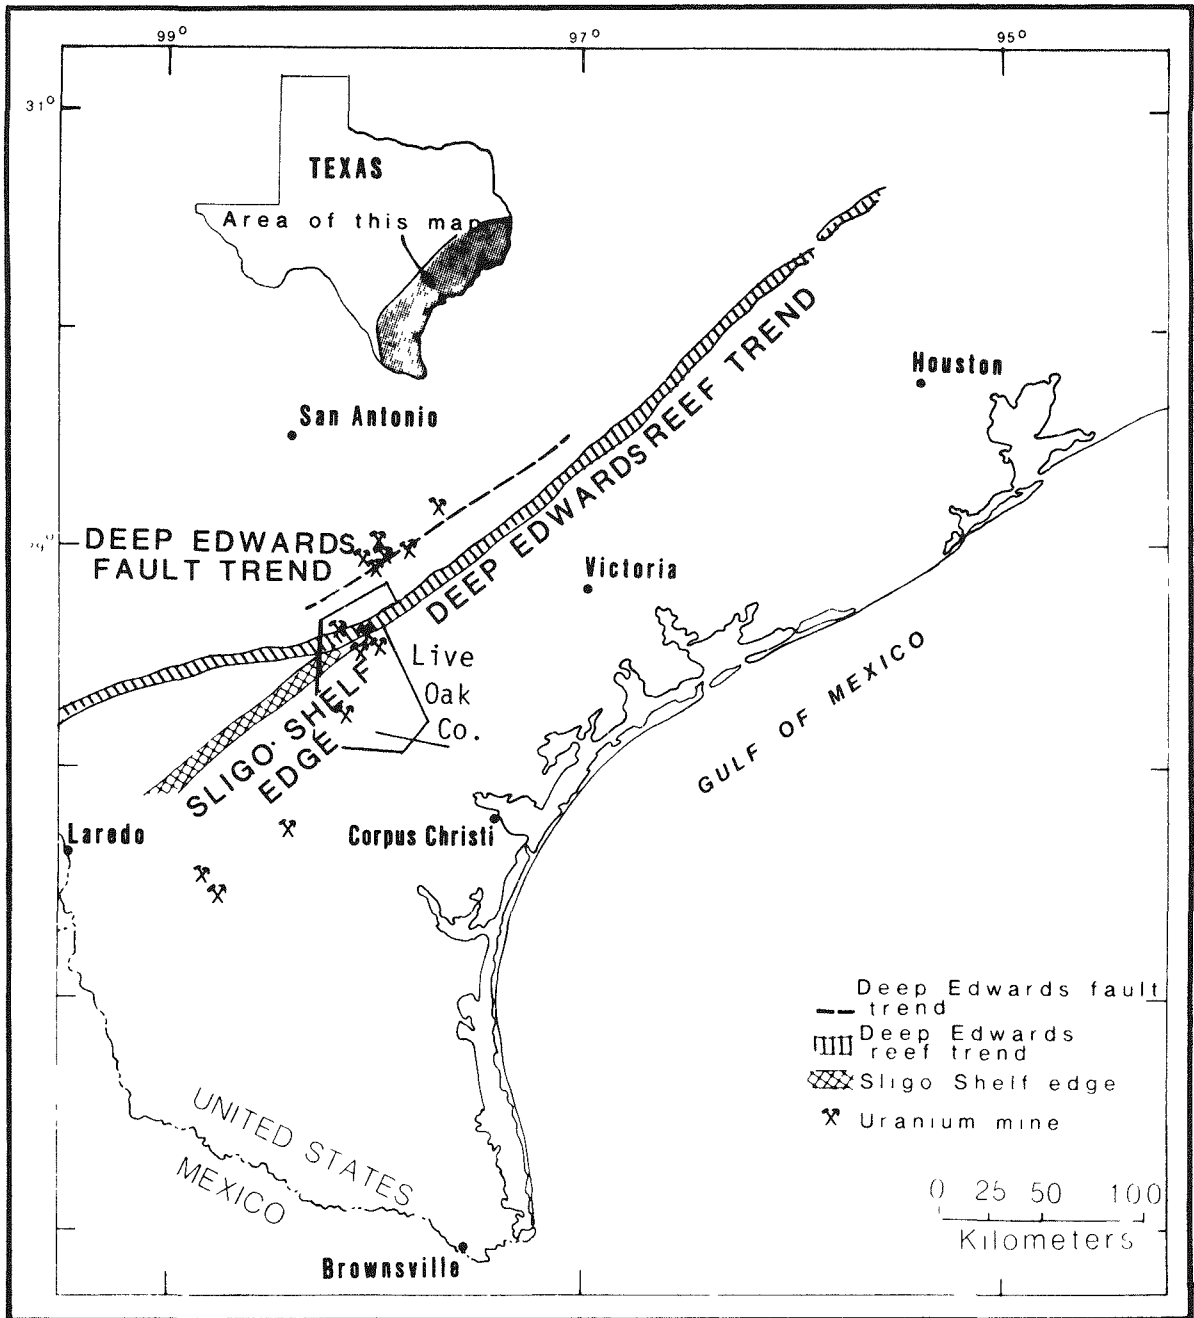 99°
97°
95°
31°
TEXAS
Area of this map
Houston
San Antonio
DEEP EDWARDS REEF TREND
DEEP EDWARDS
FAULT TREND
Victoria
Live
Oak
Co.
SLIGO SHELF
EDGE
GULF OF MEXICO
Laredo
Corpus Christi
Deep Edwards fault
trend
Deep Edwards
reef trend
Sligo Shelf edge
Uranium mine
UNITED STATES
MEXICO
0 25 50 100
Kilometers
Brownsville